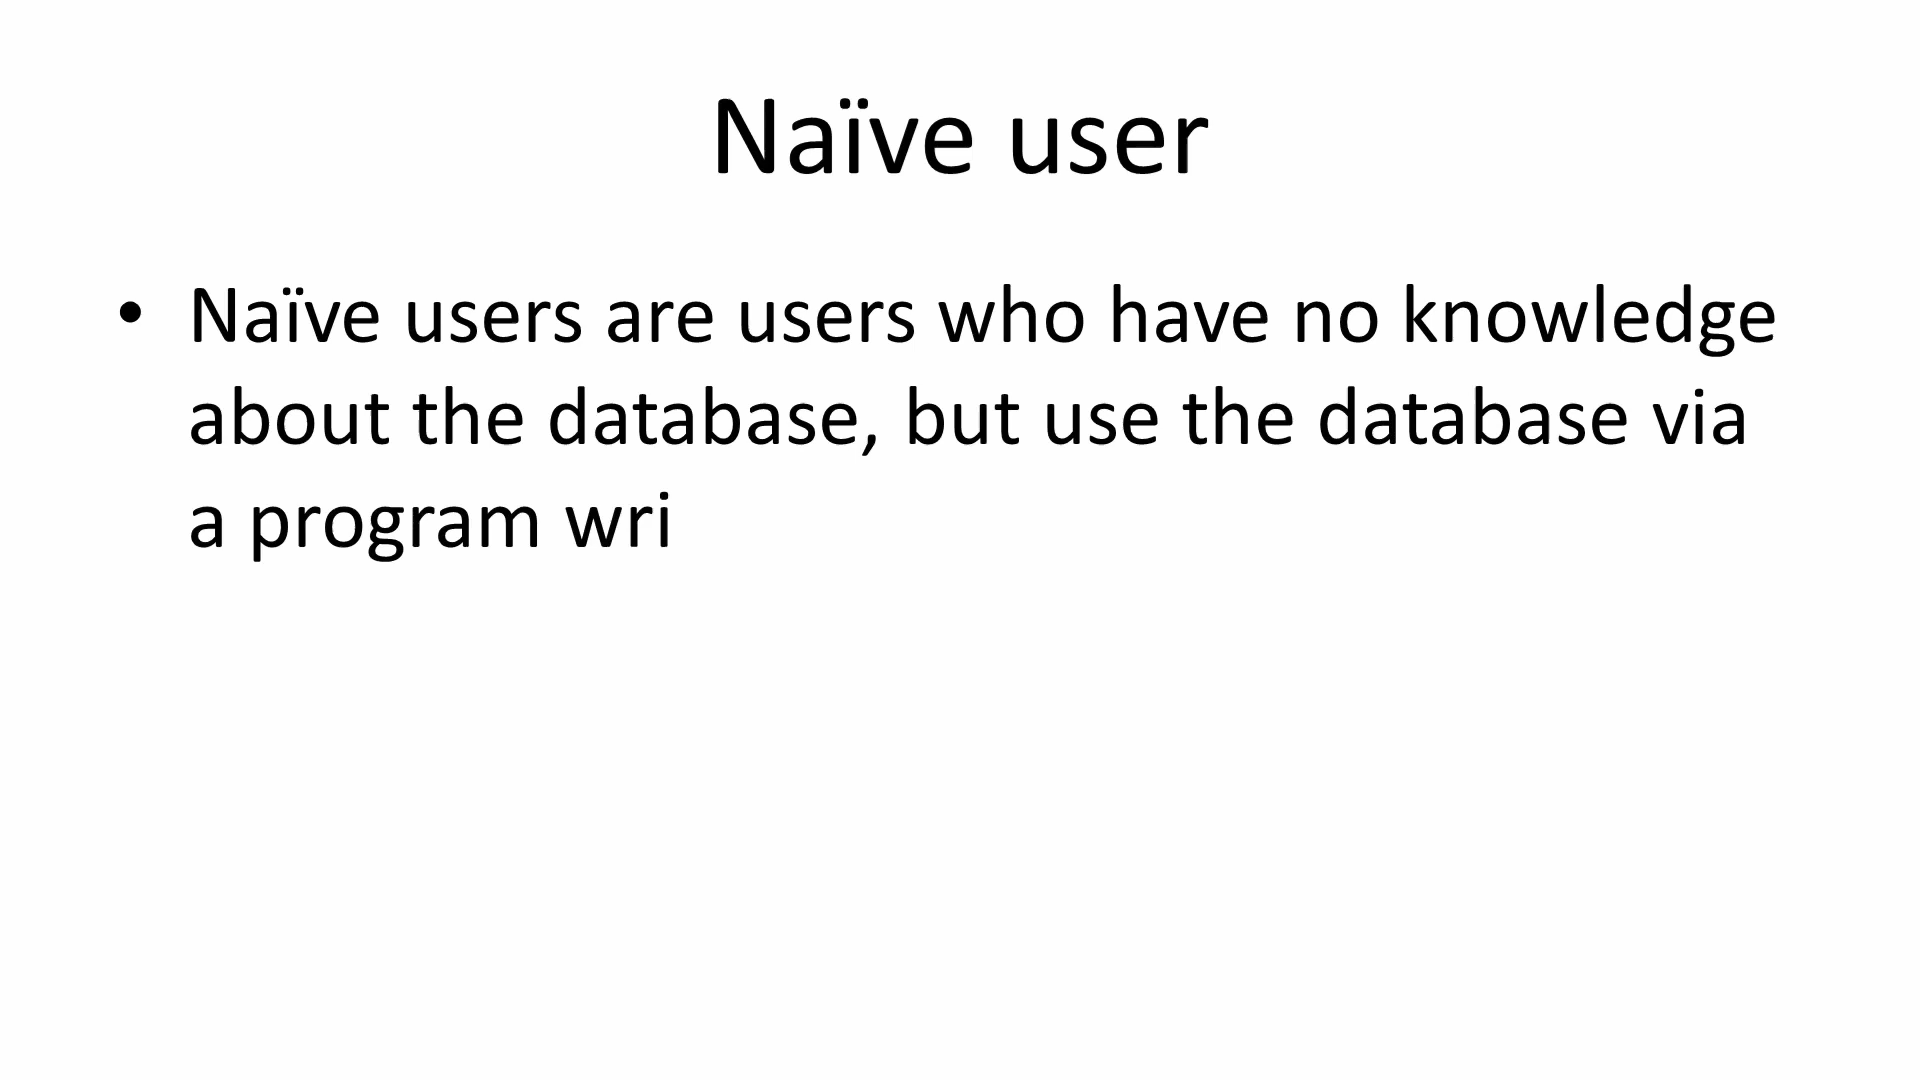 Naïve user
• Naïve users are users who have no knowledge
about the database, but use the database via
a program wri